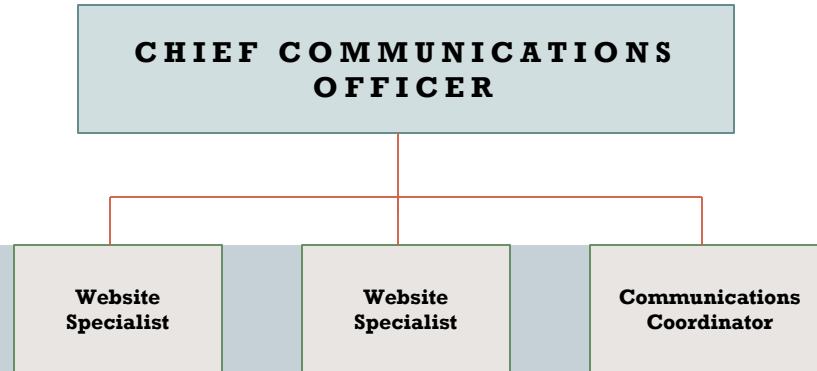 CHIEF COMMUNICATIONS
OFFICER
Website
Specialist
Website
Specialist
Communications
Coordinator